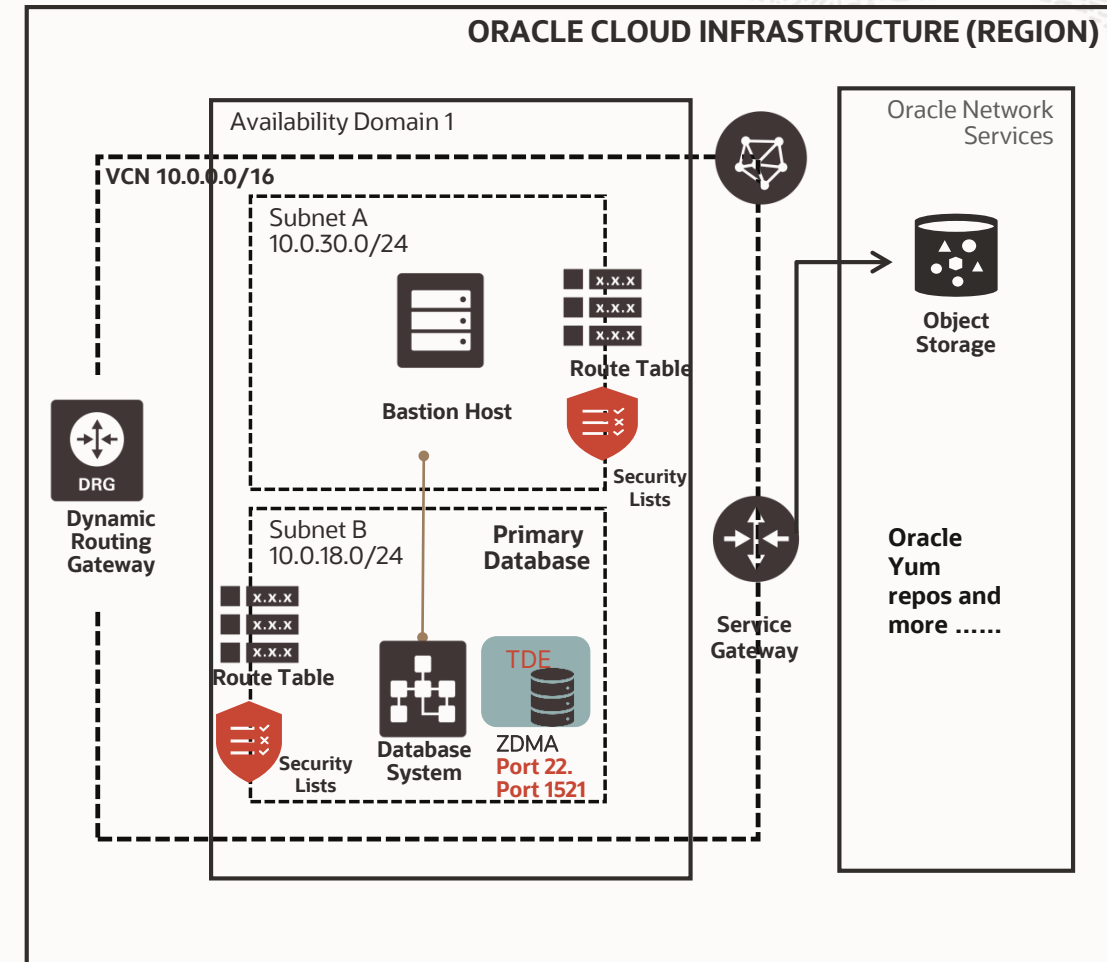 ORACLE CLOUD INFRASTRUCTURE (REGION)
Availability Domain 1
Oracle Network
Services
VCN 10.0.0.0/16
Subnet A
10.0.30.0/24
x.x.x
x.x.x
x.x.x
Route Table
Bastion Host
Security
Lists
Object
Storage
DRG
Dynamic
Routing
Gateway
Subnet B
10.0.18.0/24
Primary
Database
x.x.x
x.x.x
x.x.x
Route Table
Security
Lists
Database
System
TDE
ZDMA
Port 22.
Port 1521
Service
Gateway
Oracle
Yum
repos and
more ......